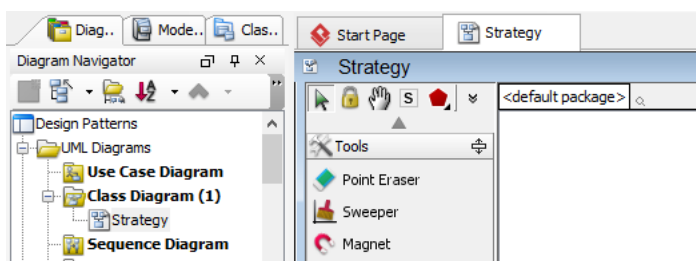 Diag..
Mode..
Clas..
Start Page
Strategy
Diagram Navigator
Strategy
S
<default package>
Design Patterns
UML Diagrams
Use Case Diagram
Class Diagram (1)
Strategy
Sequence Diagram
Tools
Point Eraser
Sweeper
Magnet